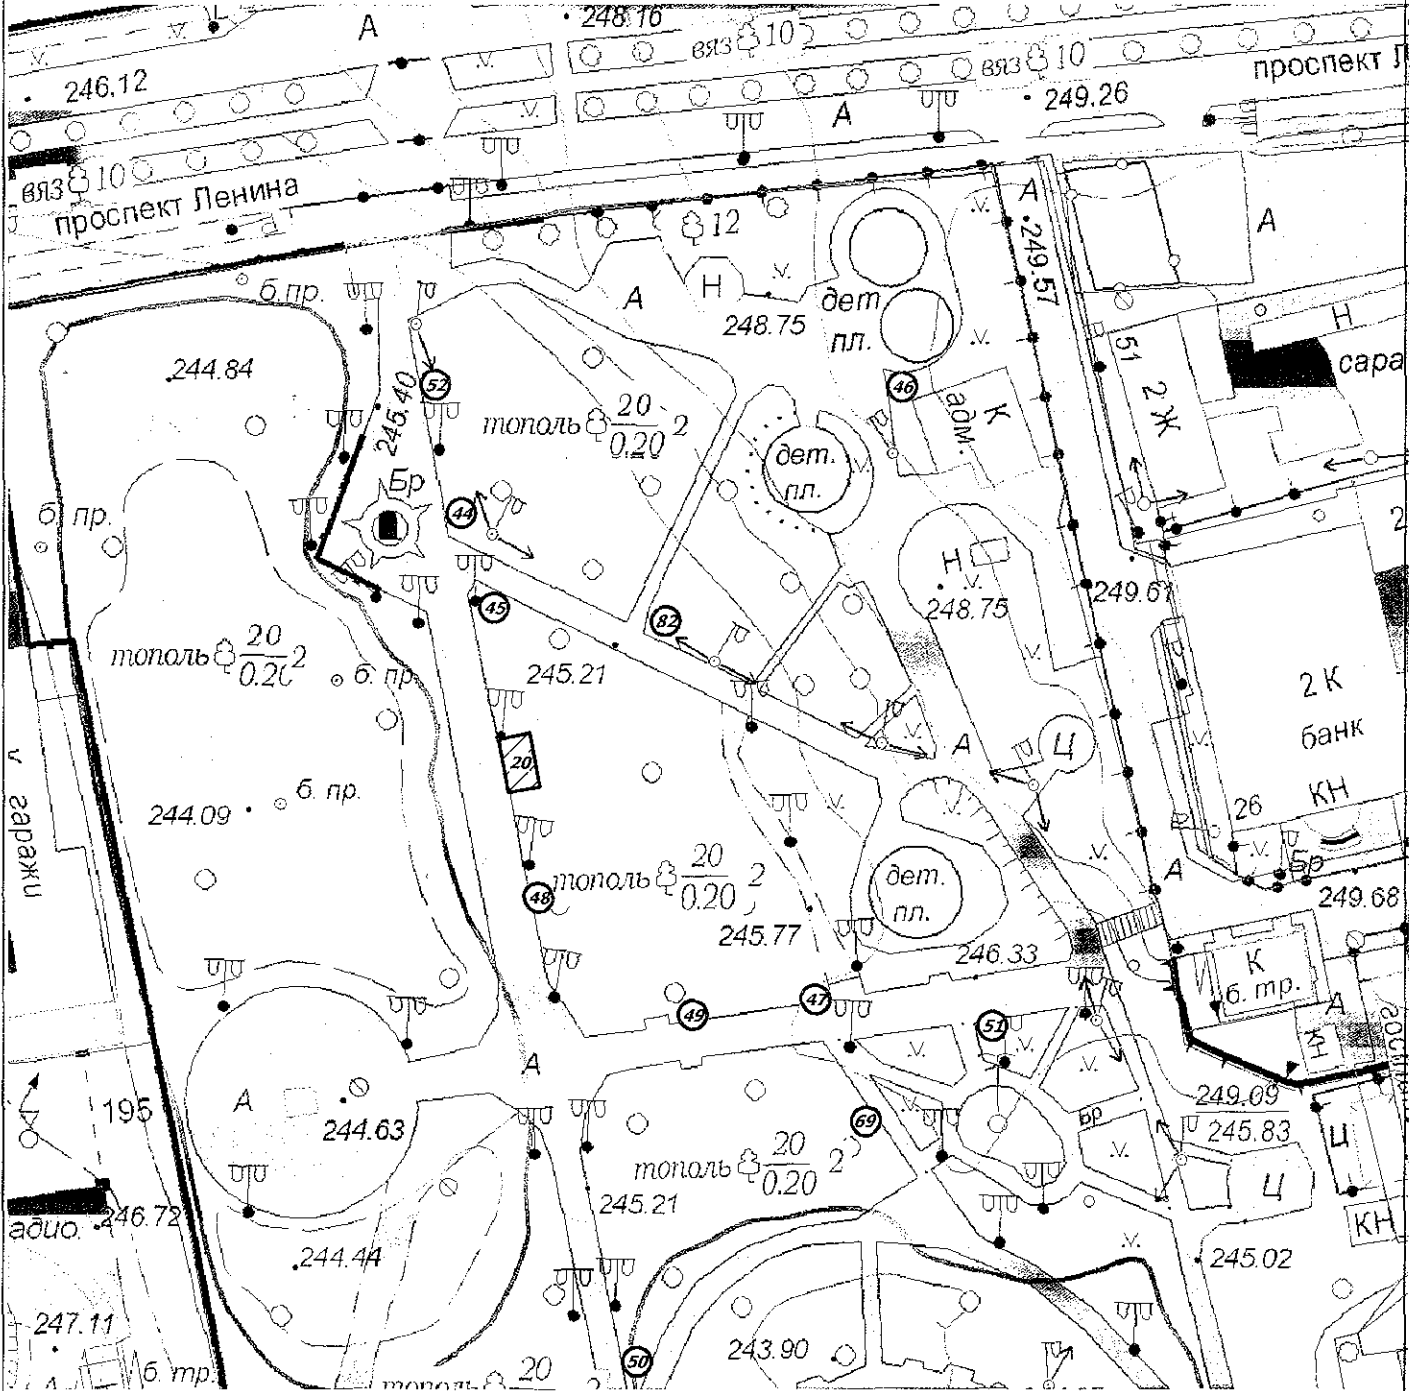 А
248.16
вяз 10
вяз 10
проспект Л
246.12
249.26
А
вяз 10
проспект Ленина
12
А
249.57
А
б.пр.
А
Н
дет
пл.
248.75
Н
сара
244.84
52
245.40
46
К
адм.
51
2 Ж
тополь 20
0.20 2
Бр
дет.
пл.
44
б. пр.
2
Н
45
82
248.75
249.67
тополь 20
0.20 2
б. пр
245.21
2 К
банк
КН
20
А
Ц
244.09
б. пр.
26
v гаражи
тополь 20
0.20 2
48
дет.
пл.
А
Бр
249.68
245.77
246.33
К
б. тр.
49
47
51
А
КН
А
195
А
244.63
69
Бр
249.09
245.83
Ц
тополь 20
0.20 2
Ц
246.72
адио.
245.21
КН
244.44
245.02
247.11
243.90
б. тр.
А
50
тополь 20
2